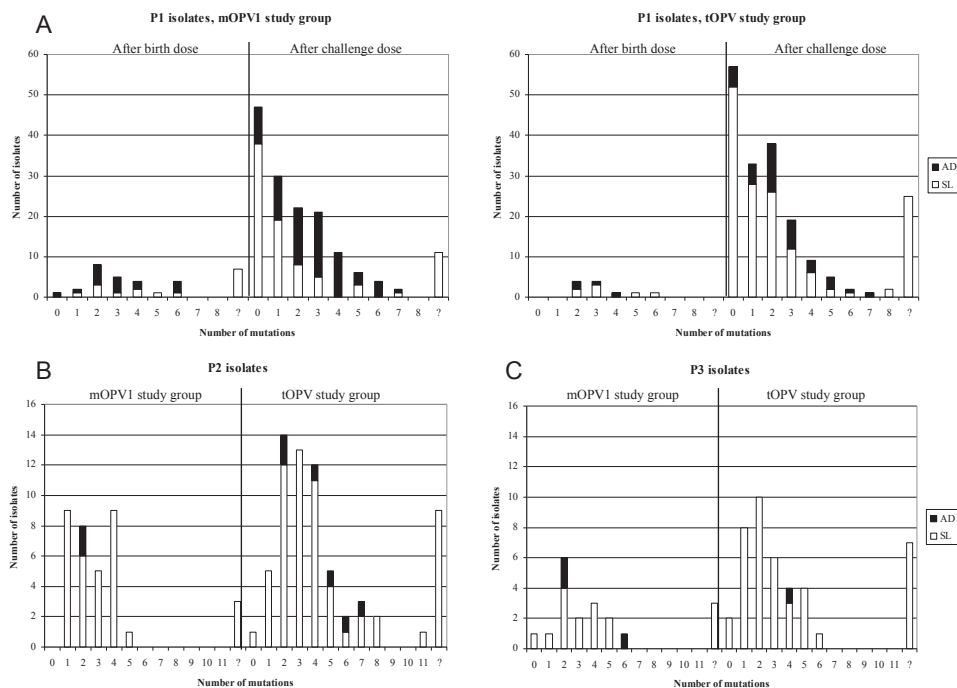 A
P1 isolates, mOPV1 study group
After birth dose After challenge dose
60
50
40
30
20
10
0
Number of isolates
0 1 2 3 4 5 6 7 8 ? 0 1 2 3 4 5 6 7 8 ?
Number of mutations
P1 isolates, tOPV study group
After birth dose After challenge dose
60
50
40
30
20
10
0
Number of isolates
0 1 2 3 4 5 6 7 8 ? 0 1 2 3 4 5 6 7 8 ?
Number of mutations
AD
SL
B
P2 isolates
mOPV1 study group tOPV study group
16
14
12
10
8
6
4
2
0
Number of isolates
0 1 2 3 4 5 6 7 8 9 10 11 ? 0 1 2 3 4 5 6 7 8 9 10 11 ?
Number of mutations
C
P3 isolates
mOPV1 study group tOPV study group
16
14
12
10
8
6
4
2
0
Number of isolates
0 1 2 3 4 5 6 7 8 9 10 11 ? 0 1 2 3 4 5 6 7 8 9 10 11 ?
Number of mutations
AD
SL